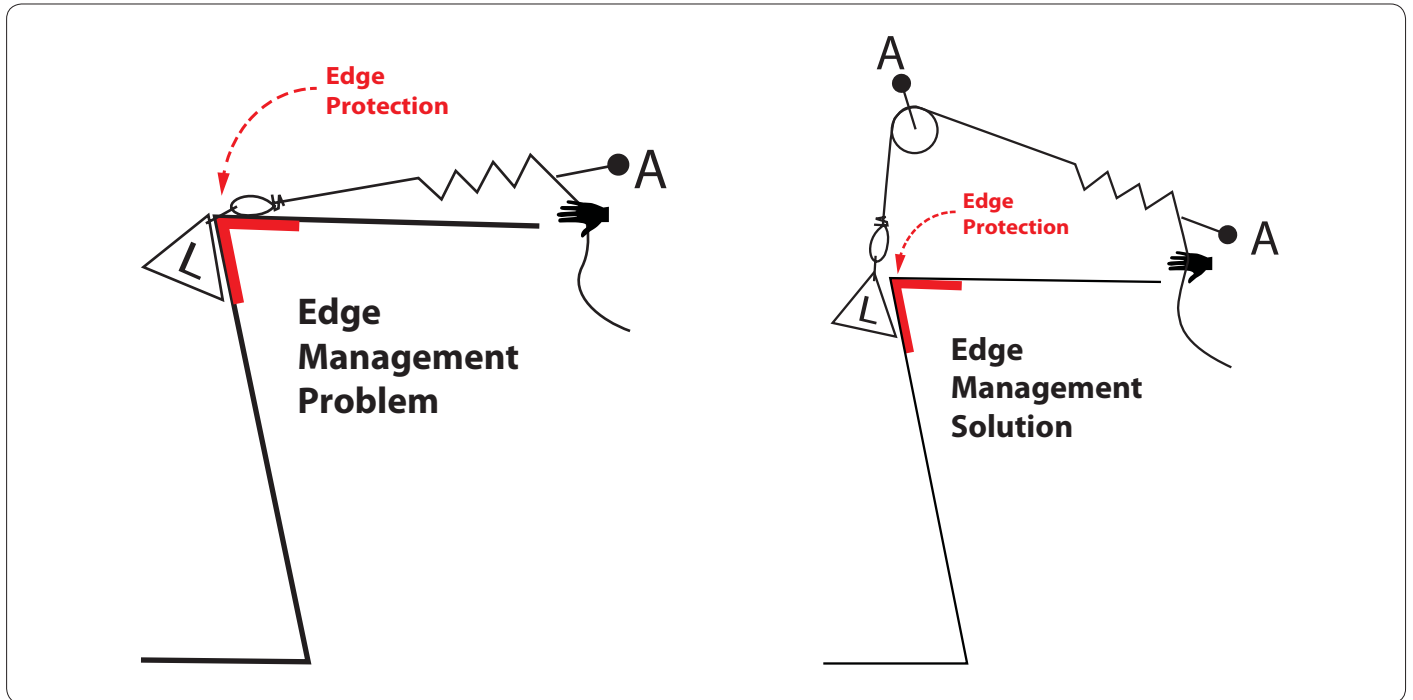 Edge
Protection
A
L
Edge
Management
Problem
A
Edge
Protection
A
L
Edge
Management
Solution